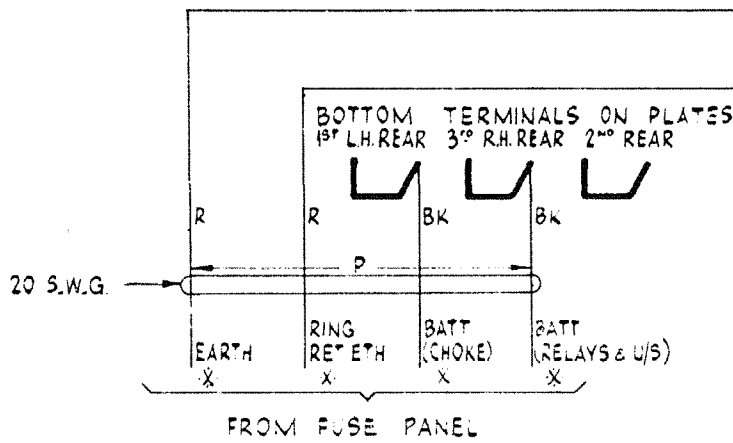 BOTTOM TERMINALS ON PLATES
1ST L.H. REAR 3RD R.H. REAR 2ND REAR
R R BK BK
P
20 S.W.G.
EARTH
RING RET ETH
BATT (CHOKE)
BATT (RELAYS & U/S)
X X X X
FROM FUSE PANEL